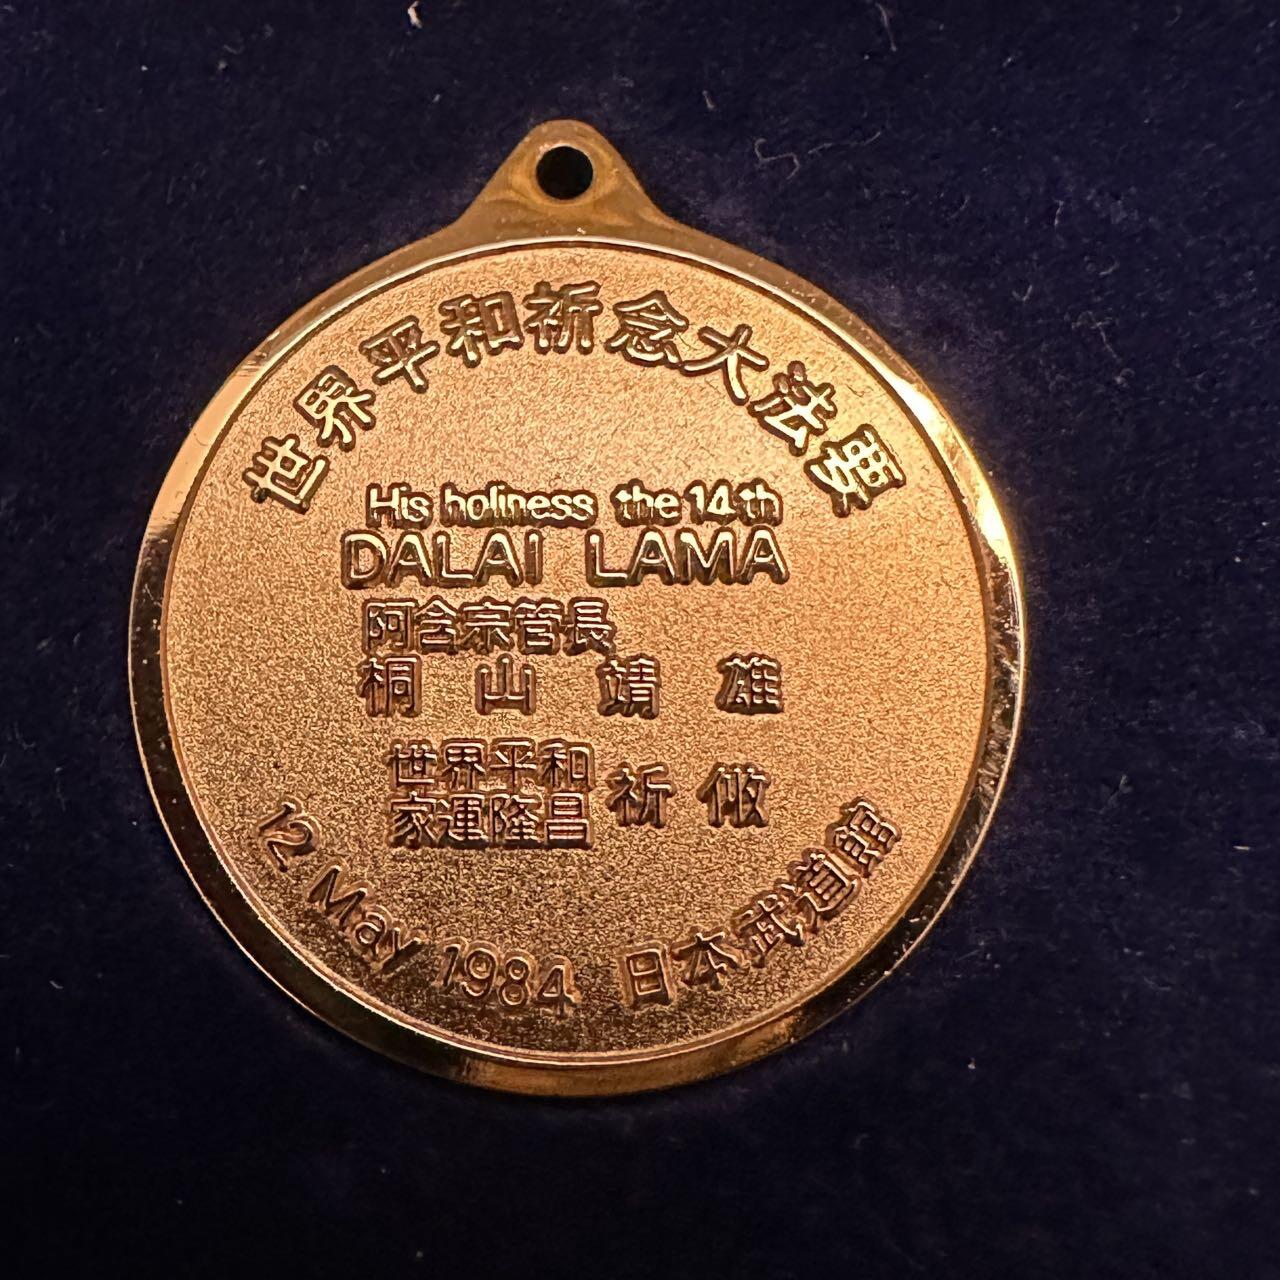 世界平和祈念大法要
His holiness the 14th
DALAI LAMA
阿含宗管長
桐山靖雄
世界平和
家運隆昌
祈 攸
12 May 1984 日本武道館